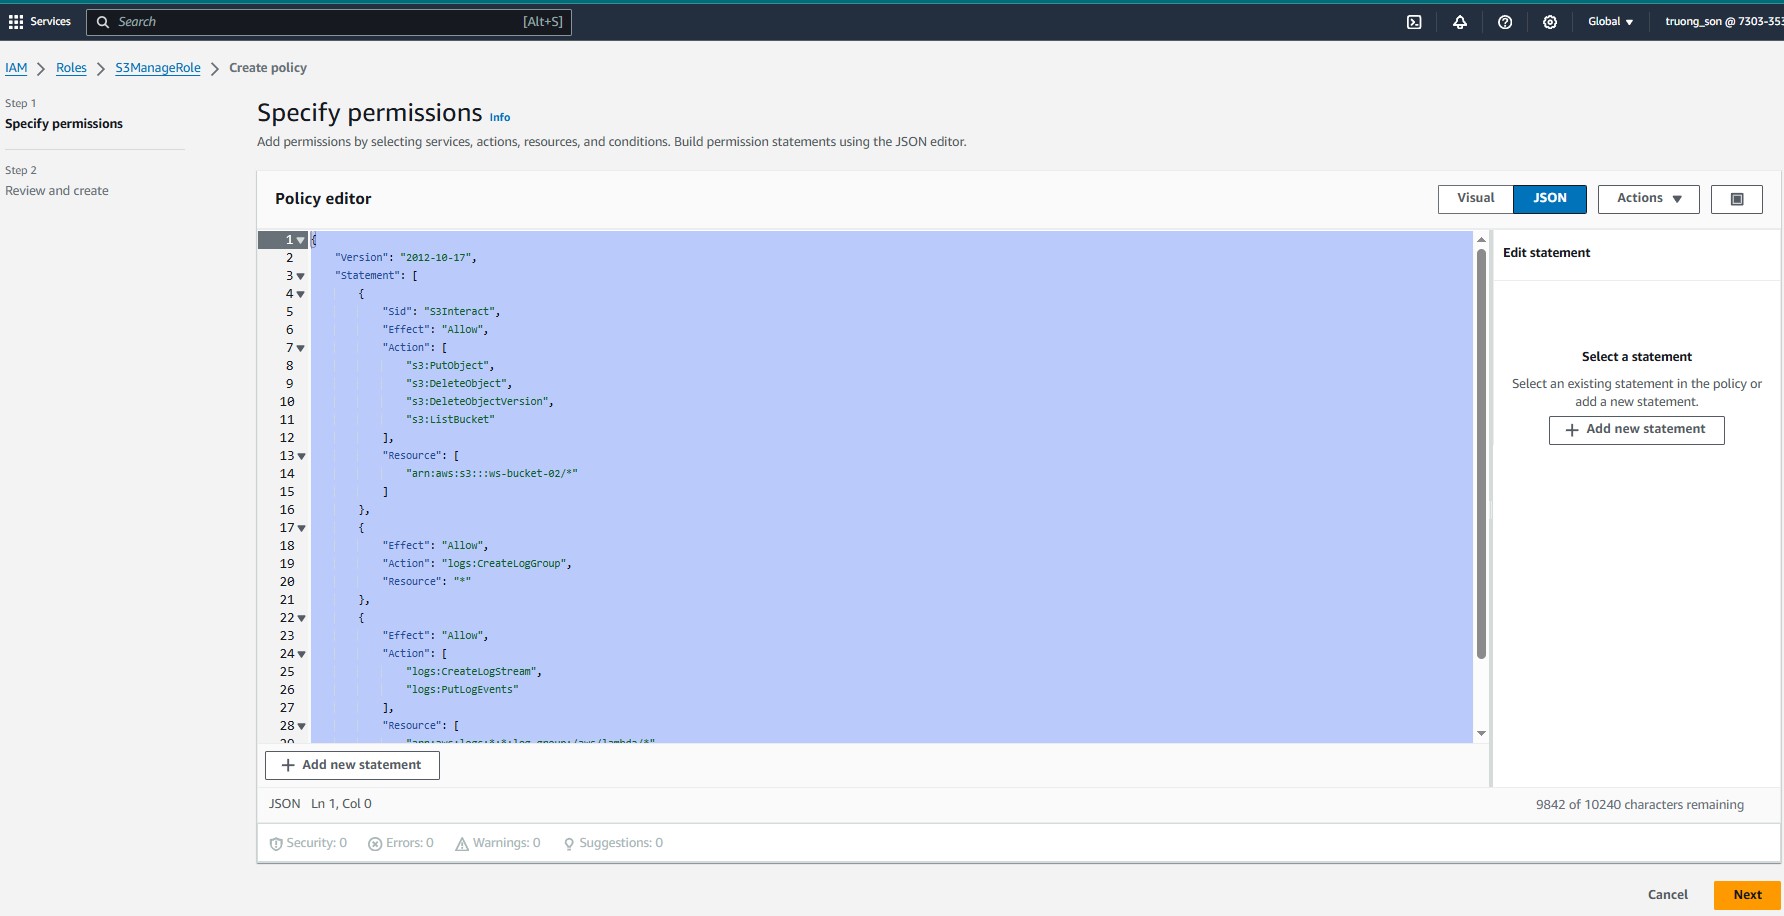 Services
Search [Alt+S]
Global
truong_son @ 7303-353
IAM Roles S3ManageRole Create policy
Step 1
Specify permissions
Step 2
Review and create
Specify permissions Info
Add permissions by selecting services, actions, resources, and conditions. Build permission statements using the JSON editor.
Policy editor
Visual JSON Actions
1 {
2 "Version": "2012-10-17",
3 "Statement": [
4 {
5 "Sid": "S3Interact",
6 "Effect": "Allow",
7 "Action": [
8 "s3:PutObject",
9 "s3:DeleteObject",
10 "s3:DeleteObjectVersion",
11 "s3:ListBucket"
12 ],
13 "Resource": [
14 "arn:aws:s3:::ws-bucket-02/*"
15 ]
16 },
17 {
18 "Effect": "Allow",
19 "Action": "logs:CreateLogGroup",
20 "Resource": "*"
21 },
22 {
23 "Effect": "Allow",
24 "Action": [
25 "logs:CreateLogStream",
26 "logs:PutLogEvents"
27 ],
28 "Resource": [
29 "arn:aws:logs:*:*:log-group:/aws/lambda/*"
Edit statement
Select a statement
Select an existing statement in the policy or
add a new statement.
Add new statement
Add new statement
JSON Ln 1, Col 0
9842 of 10240 characters remaining
Security: 0 Errors: 0 Warnings: 0 Suggestions: 0
Cancel Next